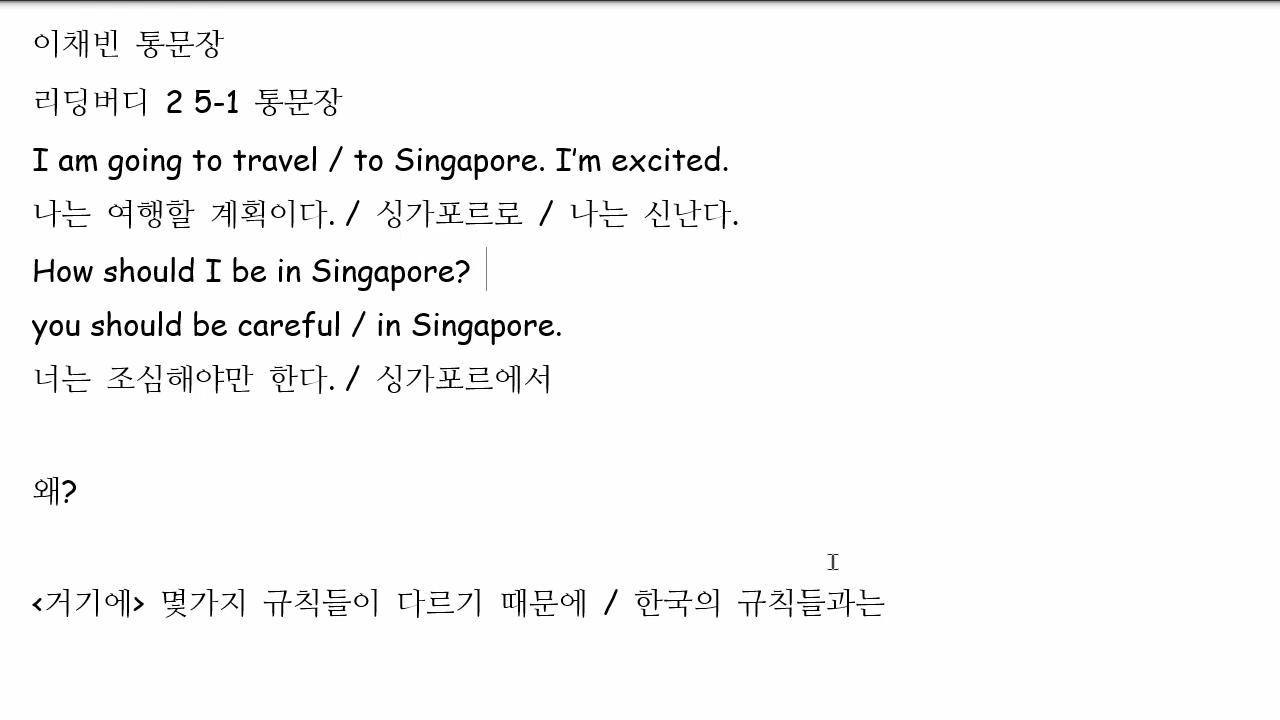 이채빈 통문장
리딩버디 2 5-1 통문장
I am going to travel / to Singapore. I’m excited.
나는 여행할 계획이다. / 싱가포르로 / 나는 신난다.
How should I be in Singapore?
you should be careful / in Singapore.
너는 조심해야만 한다. / 싱가포르에서
왜?
<거기에> 몇가지 규칙들이 다르기 때문에 / 한국의 규칙들과는